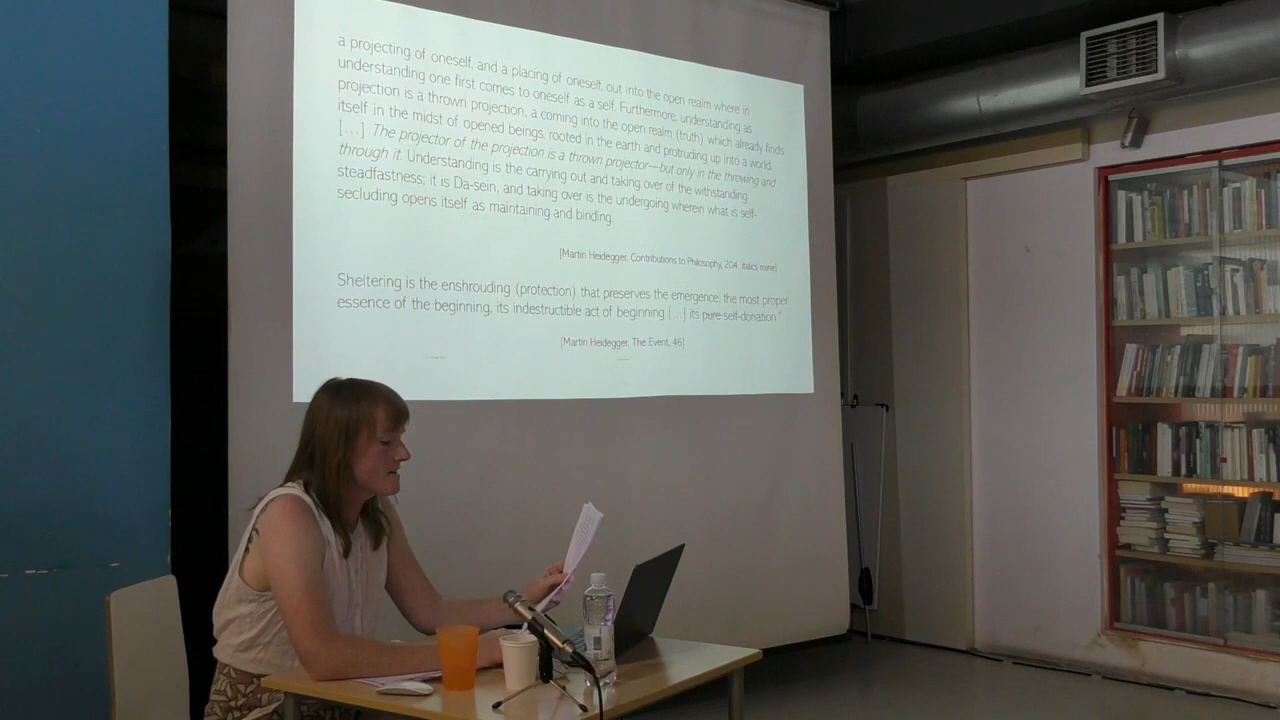 a projecting of oneself, and a placing of oneself, out into the open realm where in
understanding one first comes to oneself as a self. Furthermore, understanding as
projection is a thrown projection, a coming into the open realm (truth) which already finds
itself in the midst of opened beings, rooted in the earth and protruding up into a world.
[...] The projector of the projection is a thrown projector—but only in the throwing and
through it. Understanding is the carrying out and taking over of the withstanding
steadfastness; it is Da-sein, and taking over is the undergoing wherein what is self-
secluding opens itself as maintaining and binding.
[Martin Heidegger, Contributions to Philosophy, 204, italics mine]
Sheltering is the enshrouding (protection) that preserves the emergence: the most proper
essence of the beginning, its indestructible act of beginning [...] its pure self-donation"
[Martin Heidegger, The Event, 46]